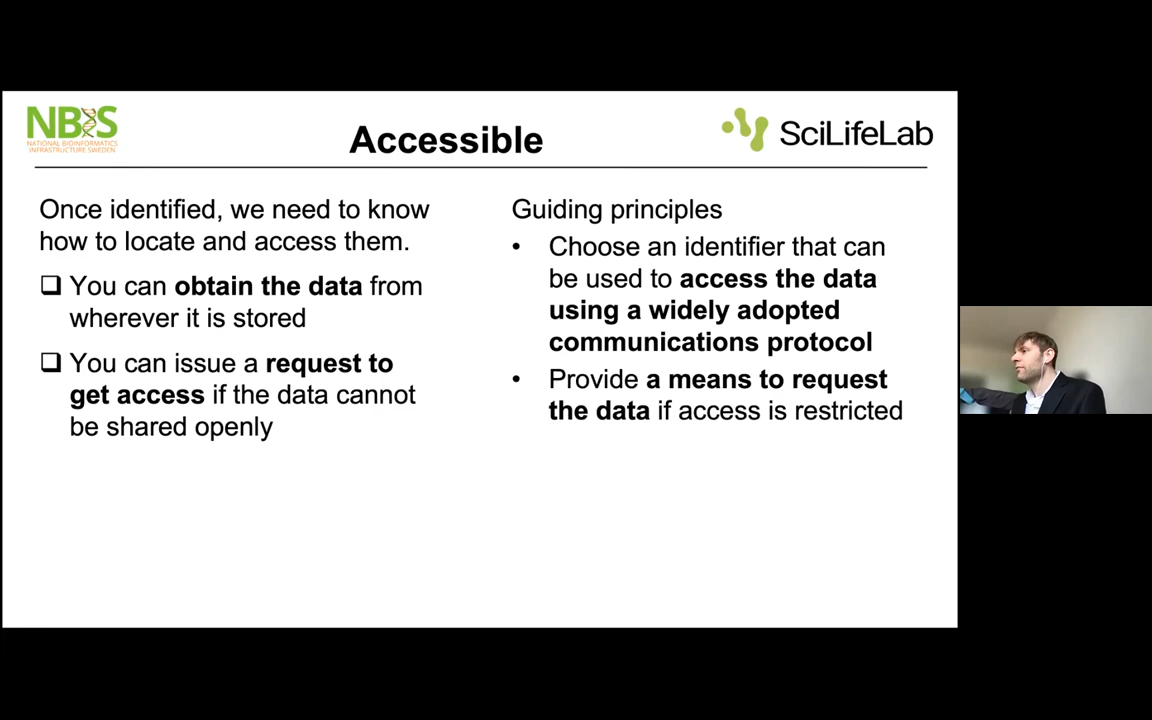 NBIS
NATIONAL BIOINFORMATICS
INFRASTRUCTURE SWEDEN
Accessible
SciLifeLab
Once identified, we need to know
how to locate and access them.
❑ You can obtain the data from
wherever it is stored
❑ You can issue a request to
get access if the data cannot
be shared openly
Guiding principles
• Choose an identifier that can
be used to access the data
using a widely adopted
communications protocol
• Provide a means to request
the data if access is restricted